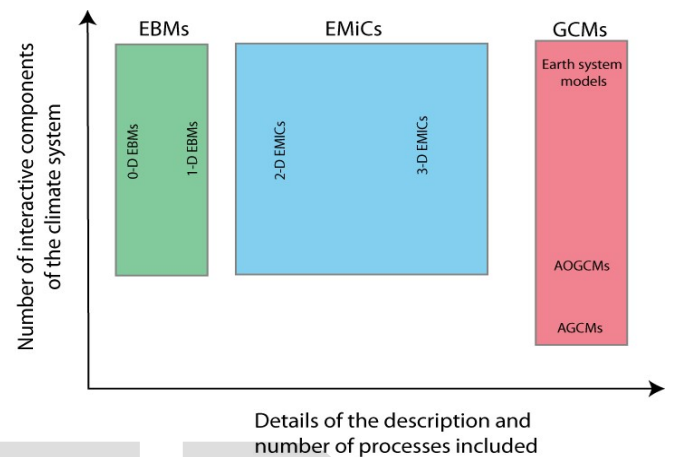 EBMs
EMiCs
GCMs
Earth system
models
0-D EBMs
1-D EBMs
2-D EMICs
3-D EMICs
AOGCMs
AGCMs
Number of interactive components
of the climate system
Details of the description and
number of processes included